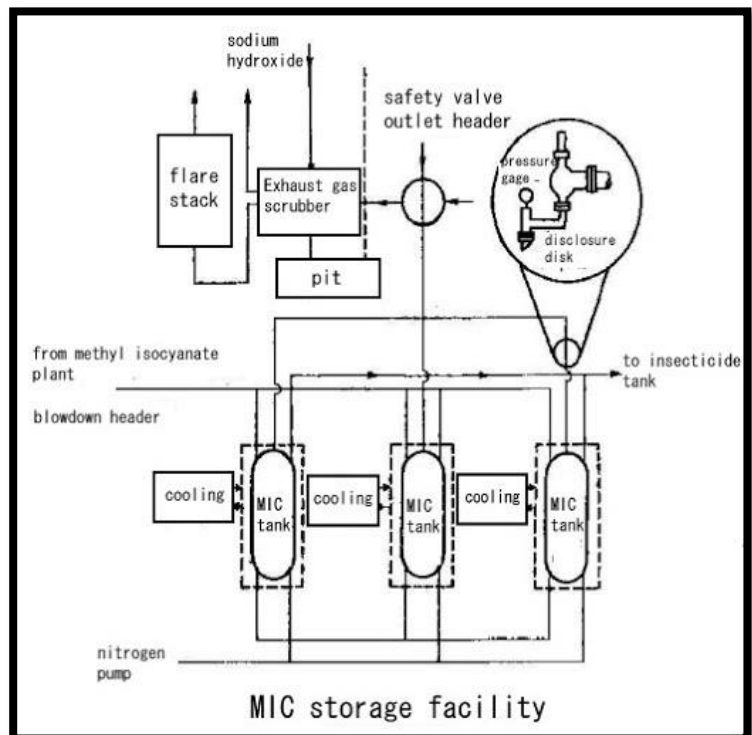 sodium
hydroxide
safety valve
outlet header
flare
stack
Exhaust gas
scrubber
pressure
gage
disclosure
disk
pit
from methyl isocyanate
plant
to insecticide
tank
blowdown header
cooling
MIC
tank
cooling
MIC
tank
cooling
MIC
tank
nitrogen
pump
MIC storage facility